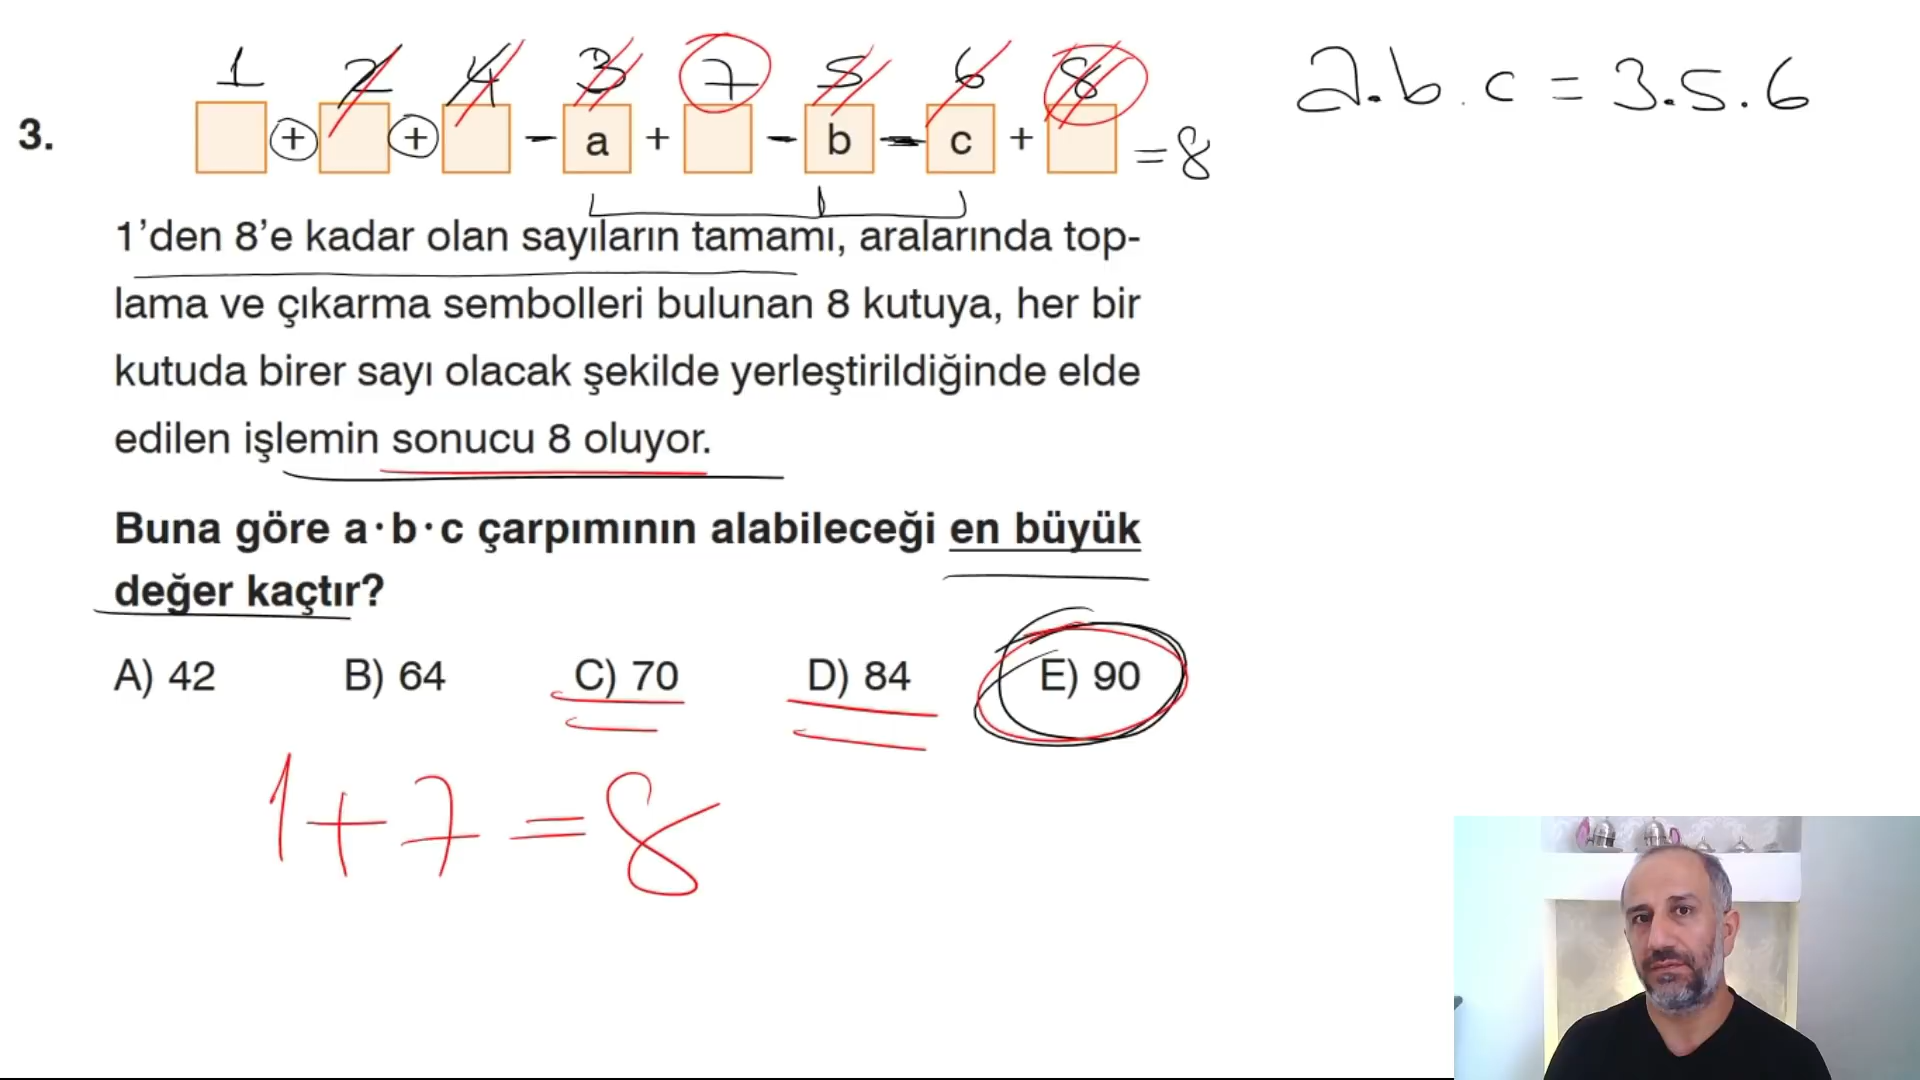 1 2 4 3 7 5 6 8 a.b.c = 3.5.6
3. + + - a + - b - c + = 8
1’den 8’e kadar olan sayıların tamamı, aralarında top-
lama ve çıkarma sembolleri bulunan 8 kutuya, her bir
kutuda birer sayı olacak şekilde yerleştirildiğinde elde
edilen işlemin sonucu 8 oluyor.
Buna göre a·b·c çarpımının alabileceği en büyük
değer kaçtır?
A) 42 B) 64 C) 70 D) 84 E) 90
1+7=8